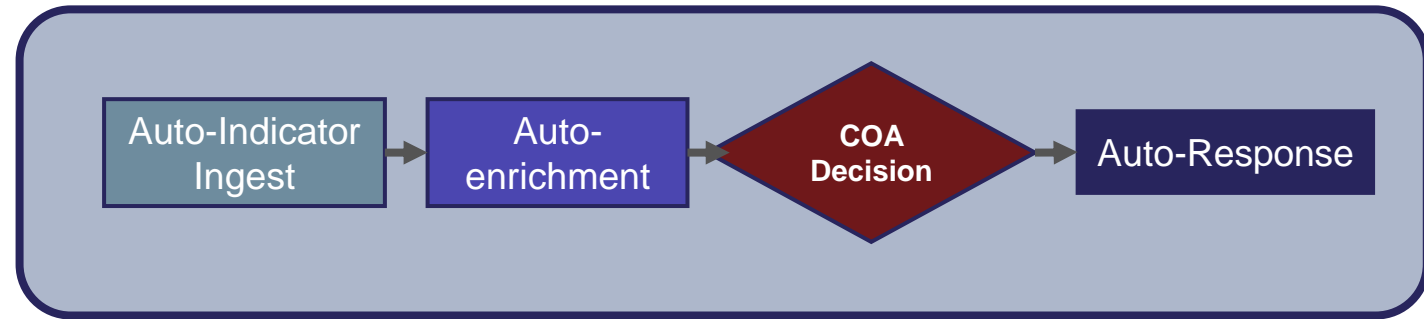 Auto-Indicator
Ingest
Auto-
enrichment
COA
Decision
Auto-Response